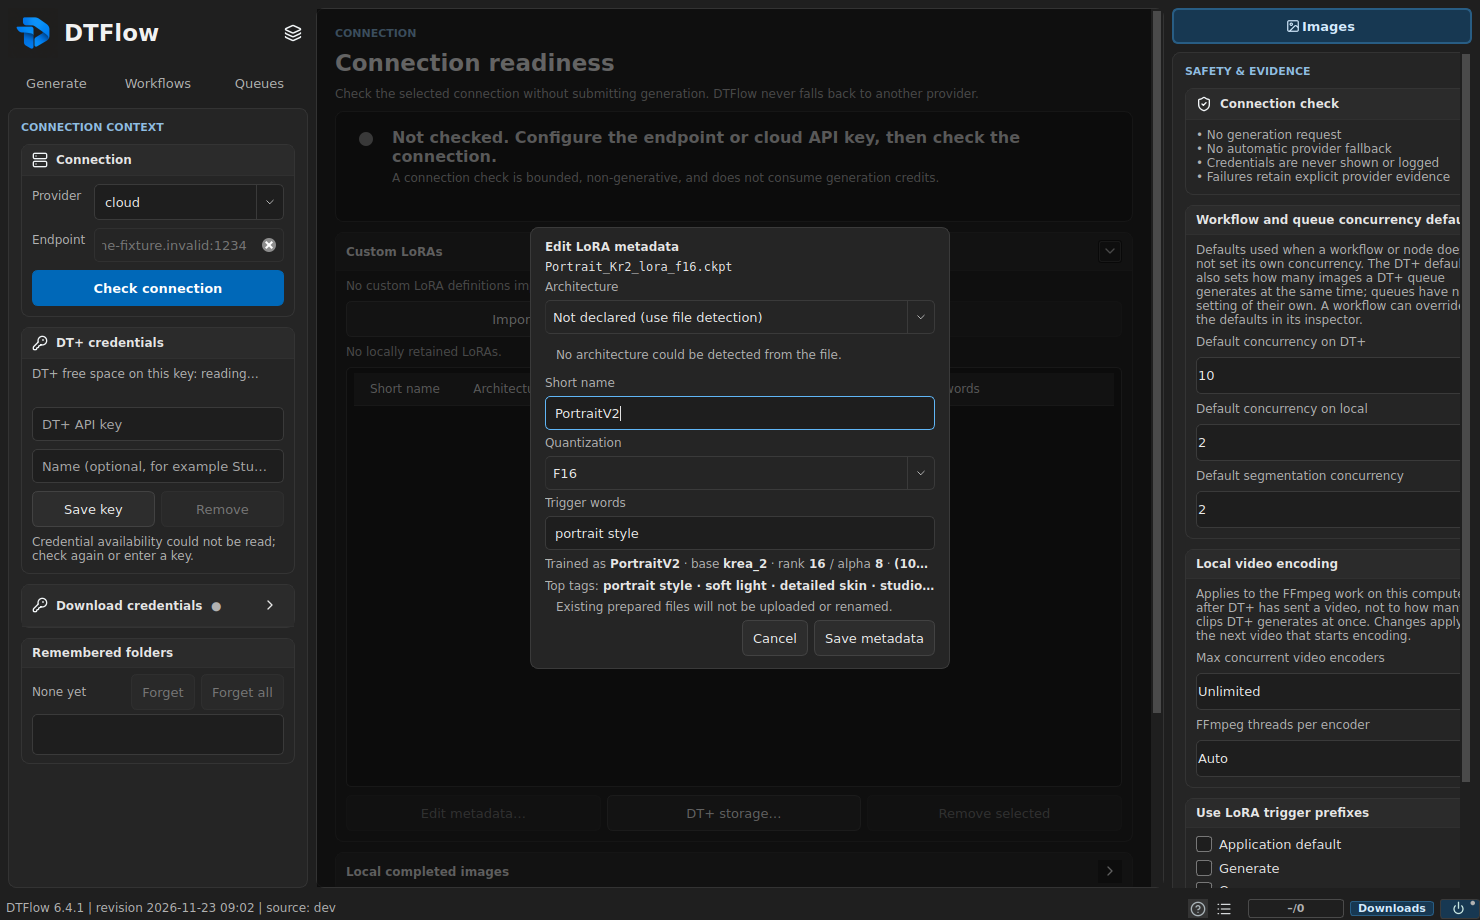 DTFlow
Generate
Workflows
Queues
CONNECTION CONTEXT
Connection
Provider
cloud
Endpoint
ne-fixture.invalid:1234
Check connection
DT+ credentials
DT+ free space on this key: reading...
DT+ API key
Name (optional, for example Stu...
Save key
Remove
Credential availability could not be read;
check again or enter a key.
Download credentials
Remembered folders
None yet
Forget
Forget all
CONNECTION
Connection readiness
Check the selected connection without submitting generation. DTFlow never falls back to another provider.
Not checked. Configure the endpoint or cloud API key, then check the
connection.
A connection check is bounded, non-generative, and does not consume generation credits.
Custom LoRAs
No custom LoRA definitions im
Impor
No locally retained LoRAs.
Short name
Architectu
words
Edit metadata...
DT+ storage...
Remove selected
Local completed images
Edit LoRA metadata
Portrait_Kr2_lora_f16.ckpt
Architecture
Not declared (use file detection)
No architecture could be detected from the file.
Short name
PortraitV2
Quantization
F16
Trigger words
portrait style
Trained as PortraitV2 · base krea_2 · rank 16 / alpha 8 · (10...
Top tags: portrait style · soft light · detailed skin · studio...
Existing prepared files will not be uploaded or renamed.
Cancel
Save metadata
Images
SAFETY & EVIDENCE
Connection check
• No generation request
• No automatic provider fallback
• Credentials are never shown or logged
• Failures retain explicit provider evidence
Workflow and queue concurrency defau
Defaults used when a workflow or node doe
not set its own concurrency. The DT+ defaul
also sets how many images a DT+ queue
generates at the same time; queues have n
setting of their own. A workflow can override
the defaults in its inspector.
Default concurrency on DT+
10
Default concurrency on local
2
Default segmentation concurrency
2
Local video encoding
Applies to the FFmpeg work on this compute
after DT+ has sent a video, not to how man
clips DT+ generates at once. Changes apply
the next video that starts encoding.
Max concurrent video encoders
Unlimited
FFmpeg threads per encoder
Auto
Use LoRA trigger prefixes
Application default
Generate
DTFlow 6.4.1 | revision 2026-11-23 09:02 | source: dev
-/0
Downloads